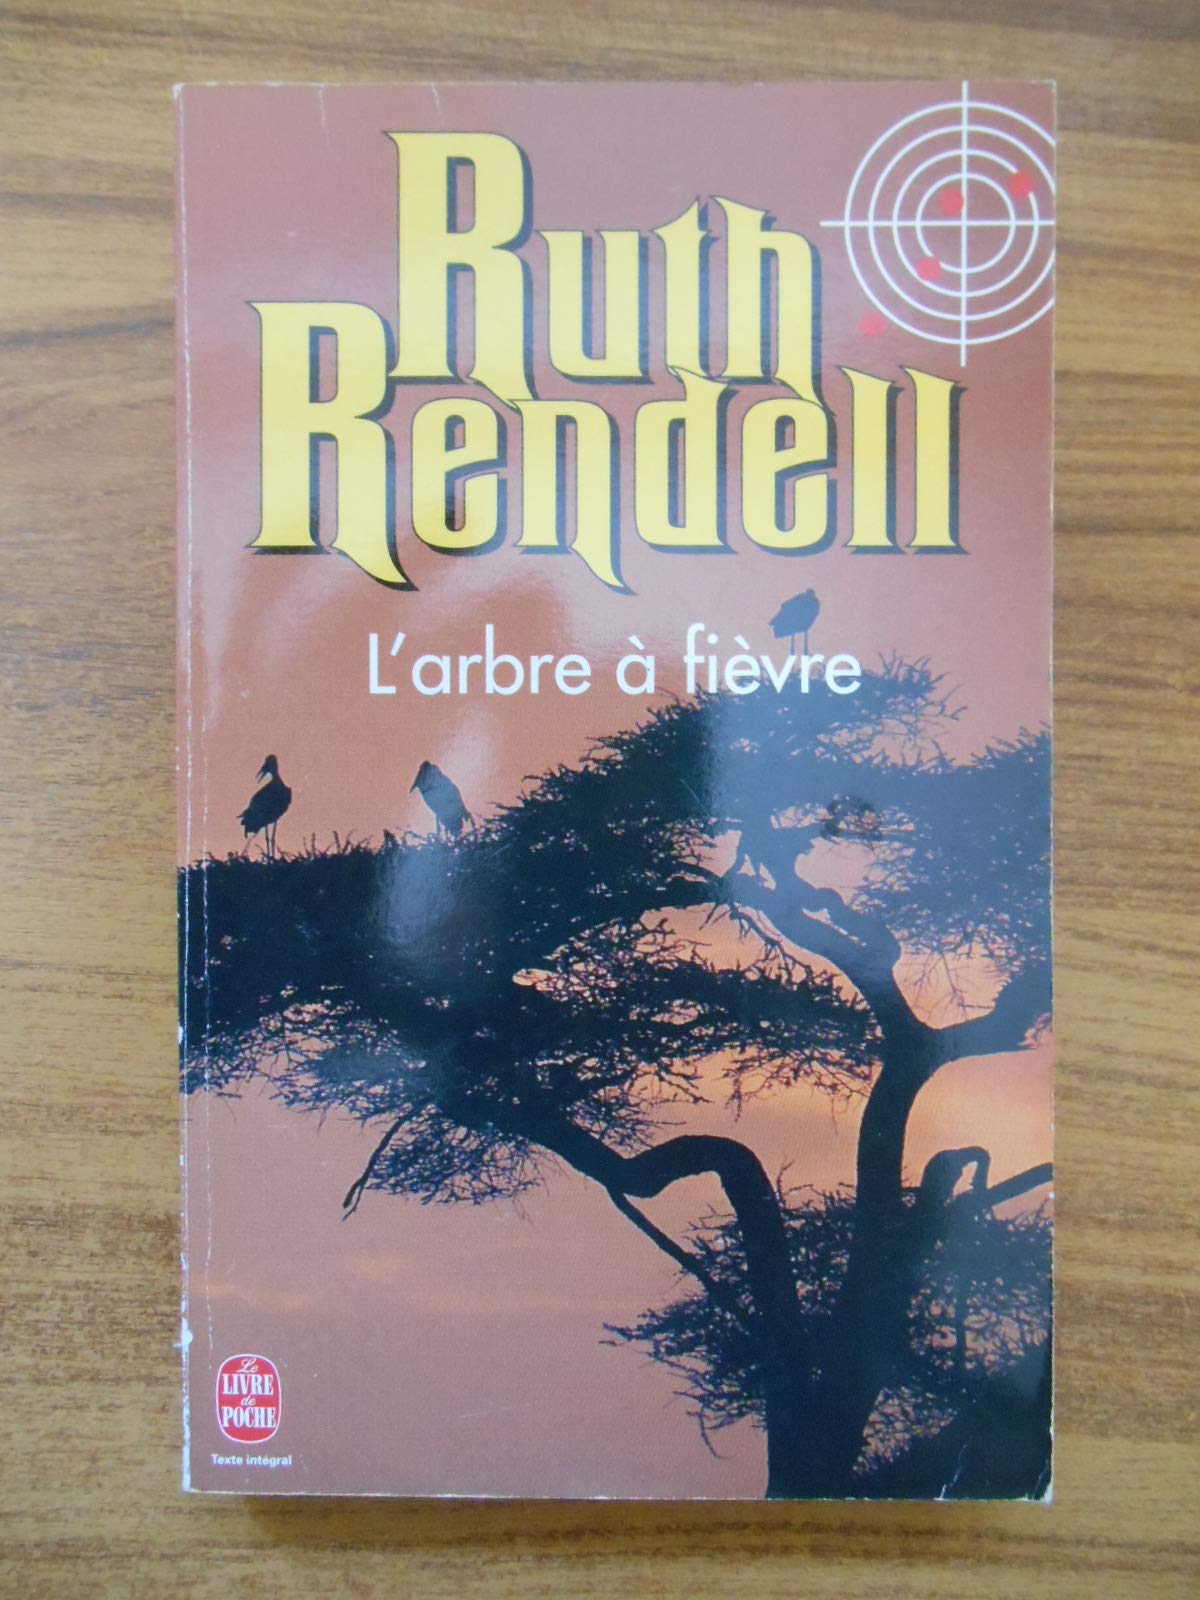 Ruth
Rendell
L'arbre à fièvre
Le
LIVRE
de
POCHE
Texte intégral